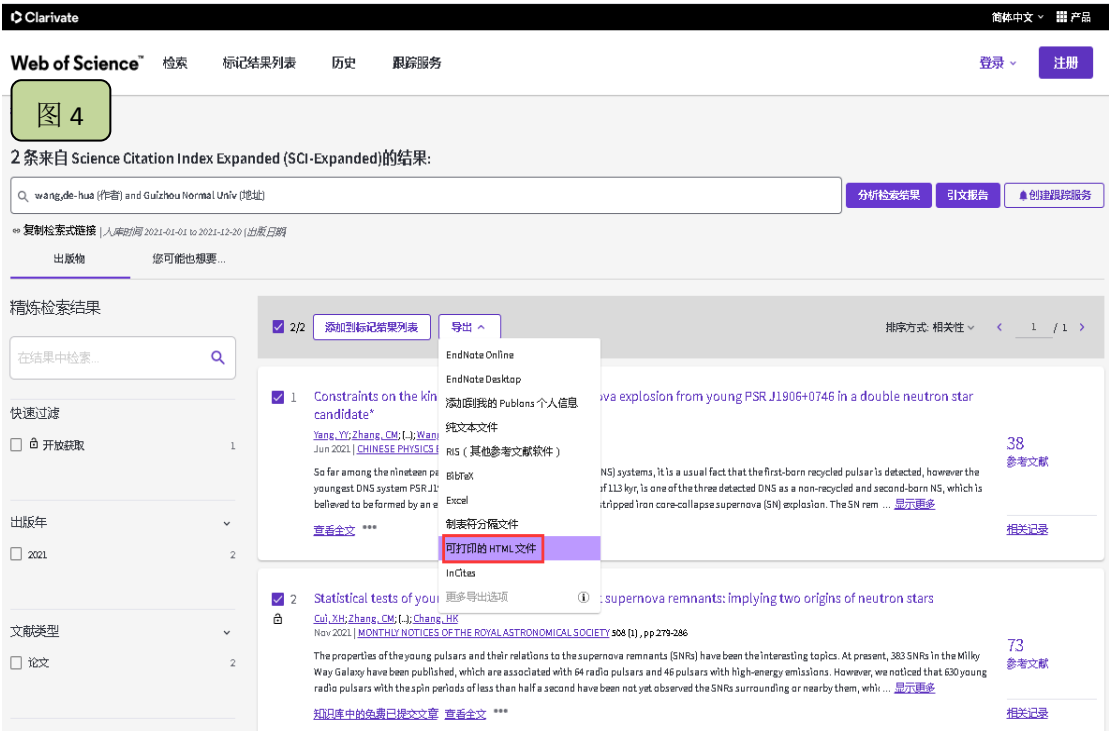 Clarivate 简体中文 产品
Web of Science™ 检索 标记结果列表 历史 跟踪服务 登录 注册
图 4
2 条来自 Science Citation Index Expanded (SCI-Expanded)的结果:
wang,de-hua (作者) and Guizhou Normal Univ (地址) 分析检索结果 引文报告 创建跟踪服务
复制检索式链接 | 入库时间 2021-01-01 to 2021-12-20 (出版日期
出版物 您可能也想要...
精炼检索结果
2/2 添加到标记结果列表 导出 排序方式: 相关性 1 / 1
在结果中检索...
EndNote Online
EndNote Desktop
添加到我的 Publons 个人信息
纯文本文件
RIS ( 其他参考文献软件 )
BibTeX
Excel
制表符分隔文件
可打印的 HTML 文件
InCites
更多导出选项
快速过滤
开放获取 1
出版年
2021 2
文献类型
论文 2
1 Constraints on the kin va explosion from young PSR J1906+0746 in a double neutron star
candidate*
Yang, YY; Zhang, CM; (...); Wan
Jun 2021 | CHINESE PHYSICS
So far among the nineteen pa NS) systems, it is a usual fact that the first-born recycled pulsar is detected, however the
youngest DNS system PSR J1 of 113 kyr, is one of the three detected DNS as a non-recycled and second-born NS, which is
believed to be formed by an e stripped iron core-collapse supernova (SN) explosion. The SN rem ... 显示更多
查看全文 •••
38
参考文献
相关记录
2 Statistical tests of you t supernova remnants: implying two origins of neutron stars
Cui, XH; Zhang, CM; (...); Chang, HK
Nov 2021 | MONTHLY NOTICES OF THE ROYAL ASTRONOMICAL SOCIETY 508 (1) , pp.279-286
The properties of the young pulsars and their relations to the supernova remnants (SNRs) have been the interesting topics. At present, 383 SNRs in the Milky
Way Galaxy have been published, which are associated with 64 radio pulsars and 46 pulsars with high-energy emissions. However, we noticed that 630 young
radio pulsars with the spin periods of less than half a second have been not yet observed the SNRs surrounding or nearby them, whic ... 显示更多
知识库中的免费已提交文章 查看全文 •••
73
参考文献
相关记录